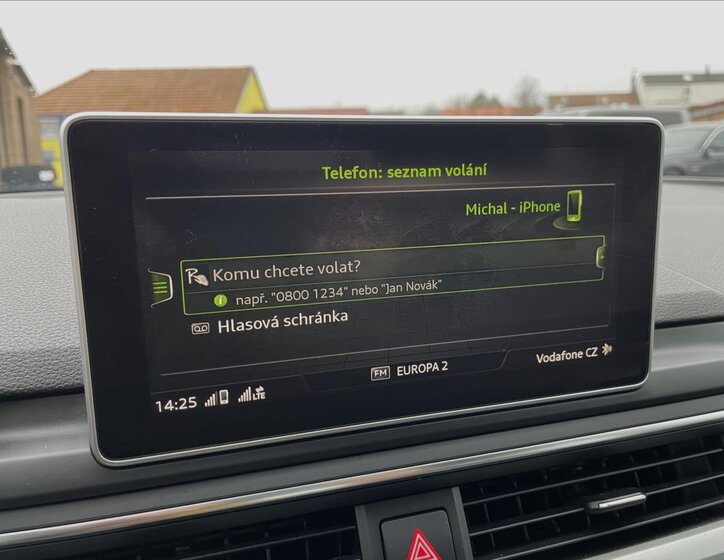 Telefon: seznam volání
Michal - iPhone
Komu chcete volat?
i např. "0800 1234" nebo "Jan Novák"
Hlasová schránka
FM EUROPA 2
Vodafone CZ
14:25 LTE